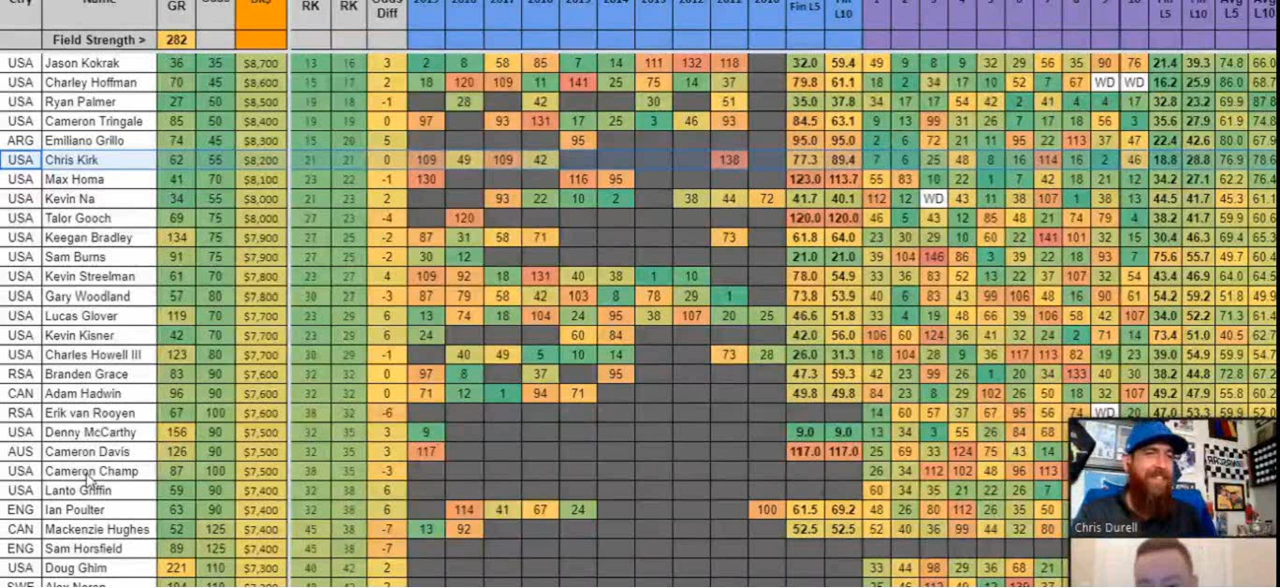 Ctry Name GR Odds DK$ RK RK Odds Diff 2019 2018 2017 2016 2015 2014 2013 2012 2011 2010 Fin L5 Fin L10 1 2 3 4 5 6 7 8 9 10 Fin L5 Fin L10 Avg L5 Avg L10
Field Strength > 282
USA Jason Kokrak 36 35 $8,700 13 16 3 2 8 58 85 7 14 111 132 118 32.0 59.4 49 9 8 9 32 29 56 35 90 76 21.4 39.3 74.8 66.0
USA Charley Hoffman 70 45 $8,600 15 17 2 18 120 109 11 141 25 75 14 37 79.8 61.1 18 2 34 17 10 52 7 67 WD WD 16.2 25.9 86.0
USA Ryan Palmer 27 50 $8,500 19 18 -1 28 42 30 51 35.0 37.8 34 17 17 54 42 2 41 4 4 17 32.8 23.2 69.9 87.8
USA Cameron Tringale 85 50 $8,400 19 19 0 97 93 131 17 25 3 46 93 84.5 63.1 9 13 99 31 26 7 17 18 56 3 35.6 27.9 61.9 74.8
ARG Emiliano Grillo 74 45 $8,300 15 20 5 95 95.0 95.0 2 6 72 21 11 95 22 113 37 47 22.4 42.6 80.0 67.9
USA Chris Kirk 62 55 $8,200 21 27 0 109 49 109 42 138 77.3 89.4 7 6 25 48 8 16 114 16 2 46 18.8 28.8 76.9 78.6
USA Max Homa 41 70 $8,100 23 22 -1 130 116 95 123.0 113.7 55 83 10 22 1 7 42 18 21 12 34.2 27.1 62.2 76.4
USA Kevin Na 34 55 $8,000 21 23 2 93 22 10 2 38 44 72 41.7 40.1 112 12 WD 43 11 38 107 1 38 13 44.5 41.7 45.3 61.1
USA Talor Gooch 69 75 $8,000 27 23 -4 120 120.0 120.0 46 5 43 12 85 48 21 74 79 4 38.2 41.7 59.9 60.6
USA Keegan Bradley 134 75 $7,900 27 25 -2 87 31 58 71 73 61.8 64.0 23 30 29 10 60 22 141 101 32 15 30.4 46.3 69.4 65.3
USA Sam Burns 91 75 $7,900 27 25 -2 30 12 21.0 21.0 39 104 146 86 3 39 22 18 93 7 75.6 55.7 49.7 60.4
USA Kevin Streelman 61 70 $7,800 23 27 4 109 92 18 131 40 38 1 12 78.0 54.9 33 36 83 52 13 22 37 107 32 54 43.4 46.9 64.0 64.5
USA Gary Woodland 57 80 $7,800 30 27 -3 87 79 58 42 103 8 78 29 1 73.8 53.9 40 6 83 43 99 106 48 16 90 61 54.2 59.2 51.8 49.9
USA Lucas Glover 119 70 $7,700 23 29 6 13 74 18 104 24 95 38 107 20 25 46.6 51.8 33 4 19 48 66 39 106 58 42 107 34.0 52.2 71.3 61.4
USA Kevin Kisner 42 70 $7,700 23 29 6 24 60 84 42.0 56.0 106 60 124 36 41 32 24 2 71 14 73.4 51.0 40.5 62.7
USA Charles Howell III 123 80 $7,700 30 29 -1 40 49 5 10 14 73 28 26.0 31.3 18 104 28 9 36 117 113 82 19 23 39.0 54.9 59.9 54.7
RSA Branden Grace 83 90 $7,600 32 32 0 97 8 37 95 47.3 59.3 42 23 99 26 1 20 34 133 40 30 38.2 44.8 72.8 67.2
CAN Adam Hadwin 96 90 $7,600 32 32 0 71 12 1 94 71 49.8 49.8 84 23 8 29 102 26 50 18 32 107 49.2 47.9 55.8 60.2
RSA Erik van Rooyen 67 100 $7,600 38 32 -6 14 60 57 37 67 95 56 74 WD 20 47.0 53.3 59.9 52.0
USA Denny McCarthy 156 90 $7,500 32 35 3 9 9.0 9.0 13 34 3 55 26 84 68
AUS Cameron Davis 126 90 $7,500 32 35 3 117 117.0 117.0 25 69 33 124 75 43 14
USA Cameron Champ 87 100 $7,500 38 35 -3 26 34 112 102 48 96 113
USA Lanto Griffin 59 90 $7,400 32 38 6 60 34 35 21 22 26 7
ENG Ian Poulter 63 90 $7,400 32 38 6 114 41 67 24 100 61.5 69.2 48 26 80 112 26 35 50
CAN Mackenzie Hughes 52 125 $7,400 45 38 -7 13 92 52.5 52.5 52 40 36 99 44 32 80
ENG Sam Horsfield 89 125 $7,400 45 38 -7
USA Doug Ghim 221 110 $7,300 40 42 2 33 44 98 29 36 68 21
SWE Alex Noren
Chris Durell